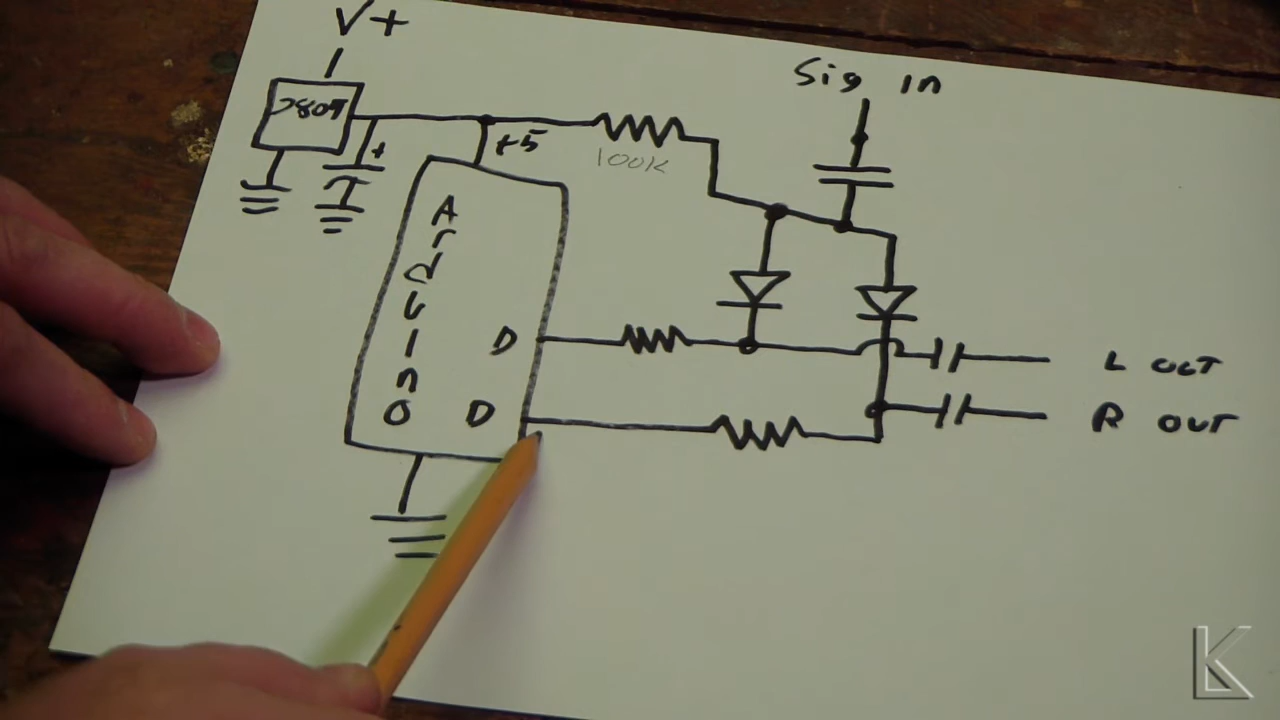 V+
Sig in
7805
+
+5
100K
Arduino
D
L OUT
D
R OUT
K